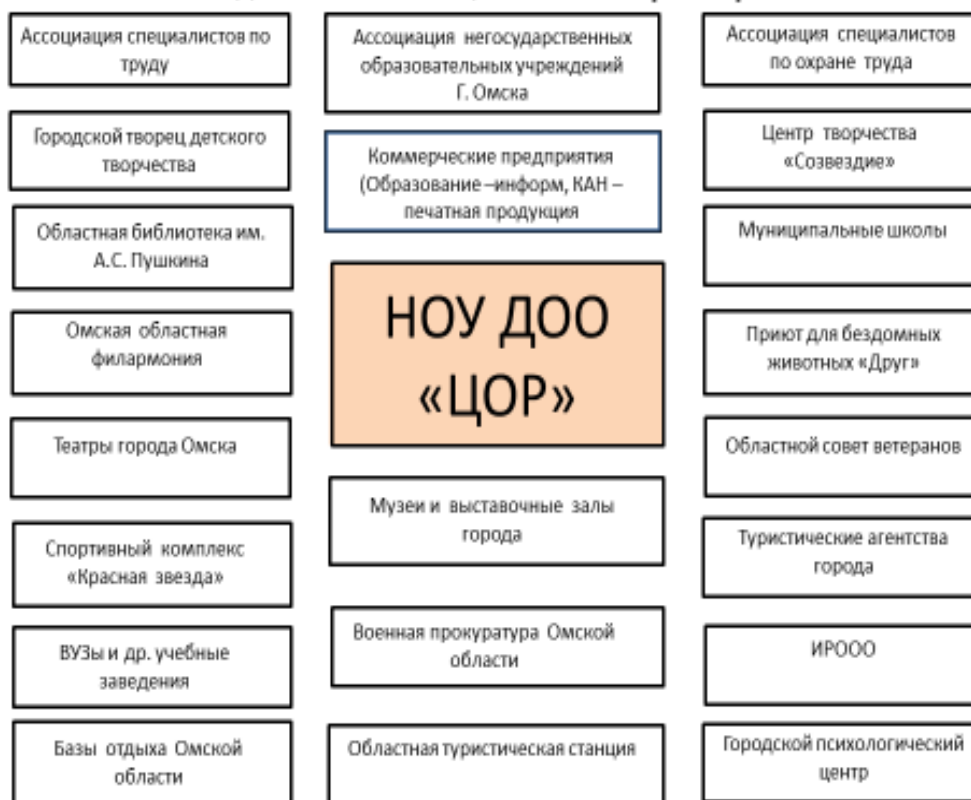 Ассоциация специалистов по
труду
Городской творец детского
творчества
Областная библиотека им.
А.С. Пушкина
Омская областная
филармония
Театры города Омска
Спортивный комплекс
«Красная звезда»
ВУЗы и др. учебные
заведения
Базы отдыха Омской
области
Ассоциация негосударственных
образовательных учреждений
Г. Омска
Коммерческие предприятия
(Образование –информ, КАН –
печатная продукция
НОУ ДОО
«ЦОР»
Музеи и выставочные залы
города
Военная прокуратура Омской
области
Областная туристическая станция
Ассоциация специалистов
по охране труда
Центр творчества
«Созвездие»
Муниципальные школы
Приют для бездомных
животных «Друг»
Областной совет ветеранов
Туристические агентства
города
ИРООО
Городской психологический
центр